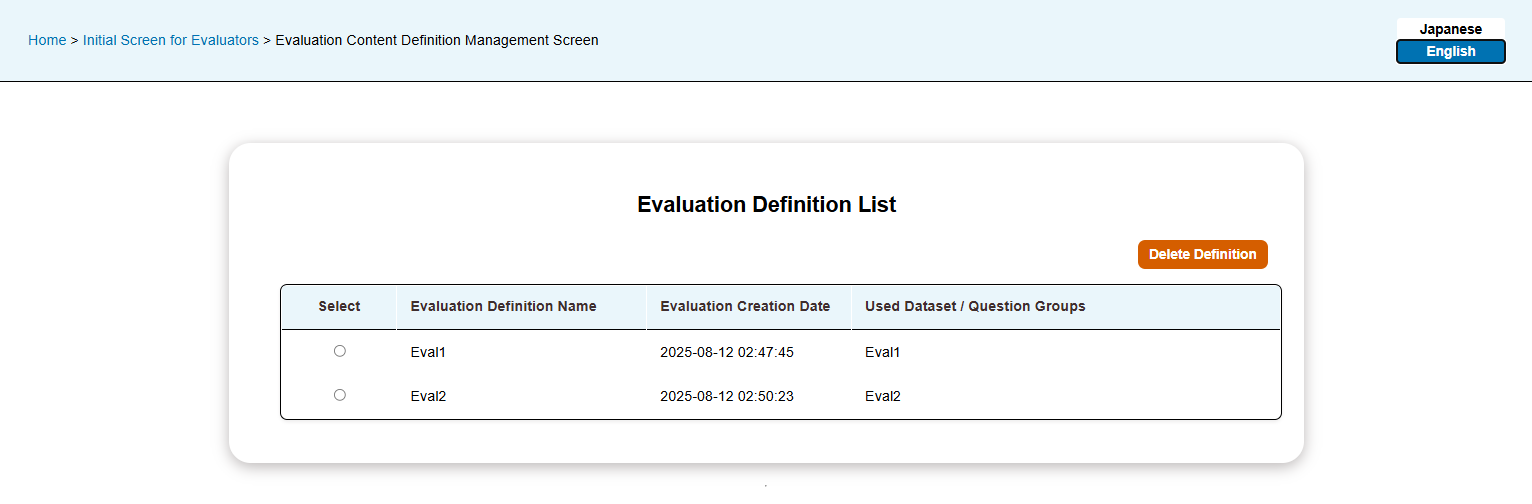 Home > Initial Screen for Evaluators > Evaluation Content Definition Management Screen
Japanese
English
Evaluation Definition List
Delete Definition
Select Evaluation Definition Name Evaluation Creation Date Used Dataset / Question Groups
Eval1 2025-08-12 02:47:45 Eval1
Eval2 2025-08-12 02:50:23 Eval2